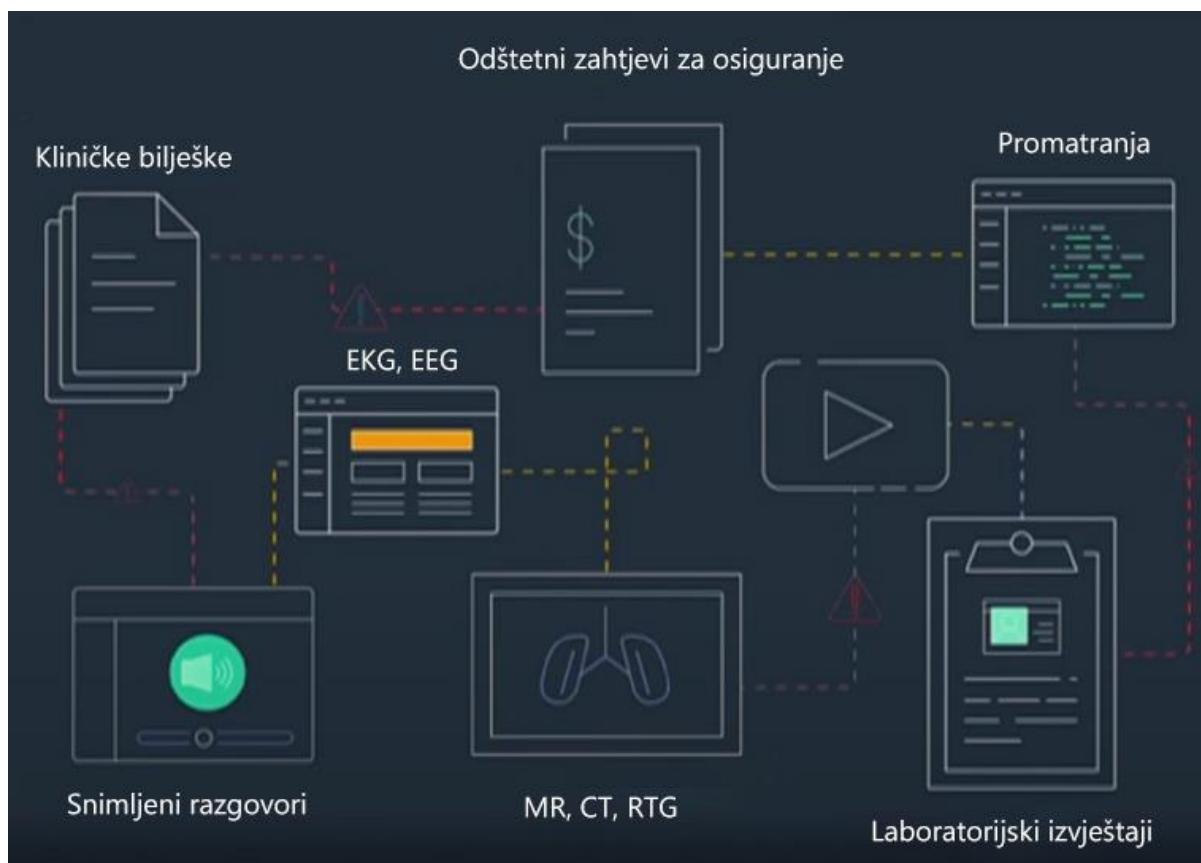 Odštetni zahtjevi za osiguranje
Kliničke bilješke
Promatranja
$
EKG, EEG
Snimljeni razgovori
MR, CT, RTG
Laboratorijski izvještaji